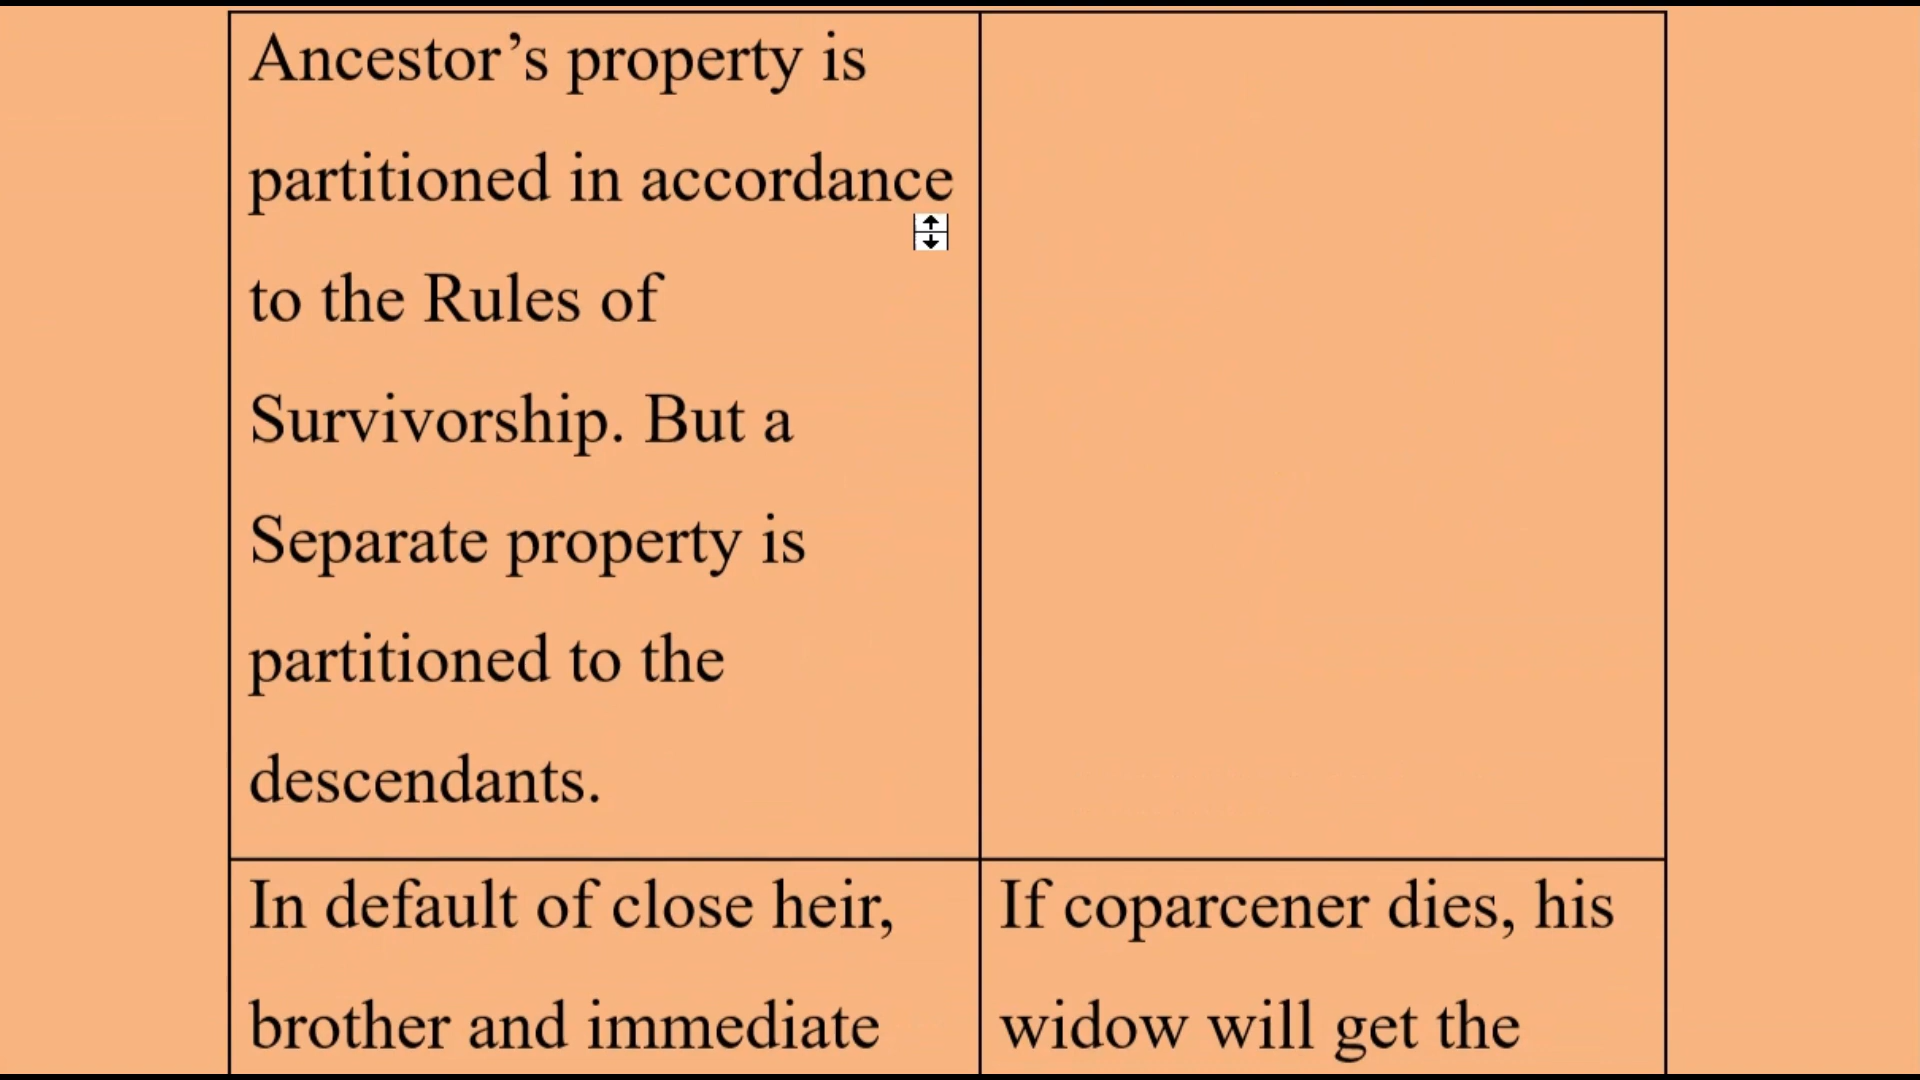 Ancestor’s property is
partitioned in accordance
to the Rules of
Survivorship. But a
Separate property is
partitioned to the
descendants.
In default of close heir,
brother and immediate
If coparcener dies, his
widow will get the